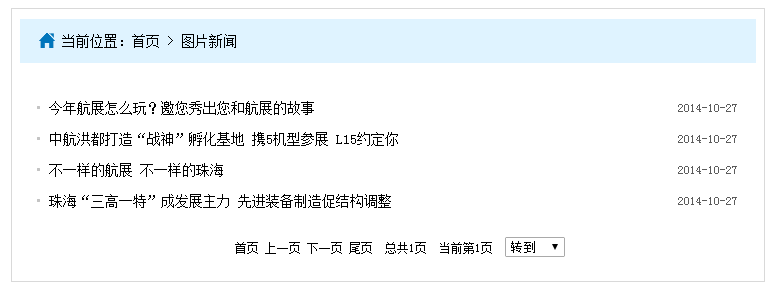 当前位置：首页 > 图片新闻
今年航展怎么玩？邀您秀出您和航展的故事 2014-10-27
中航洪都打造“战神”孵化基地 携5机型参展 L15约定你 2014-10-27
不一样的航展 不一样的珠海 2014-10-27
珠海“三高一特”成发展主力 先进装备制造促结构调整 2014-10-27
首页 上一页 下一页 尾页 总共1页 当前第1页 转到